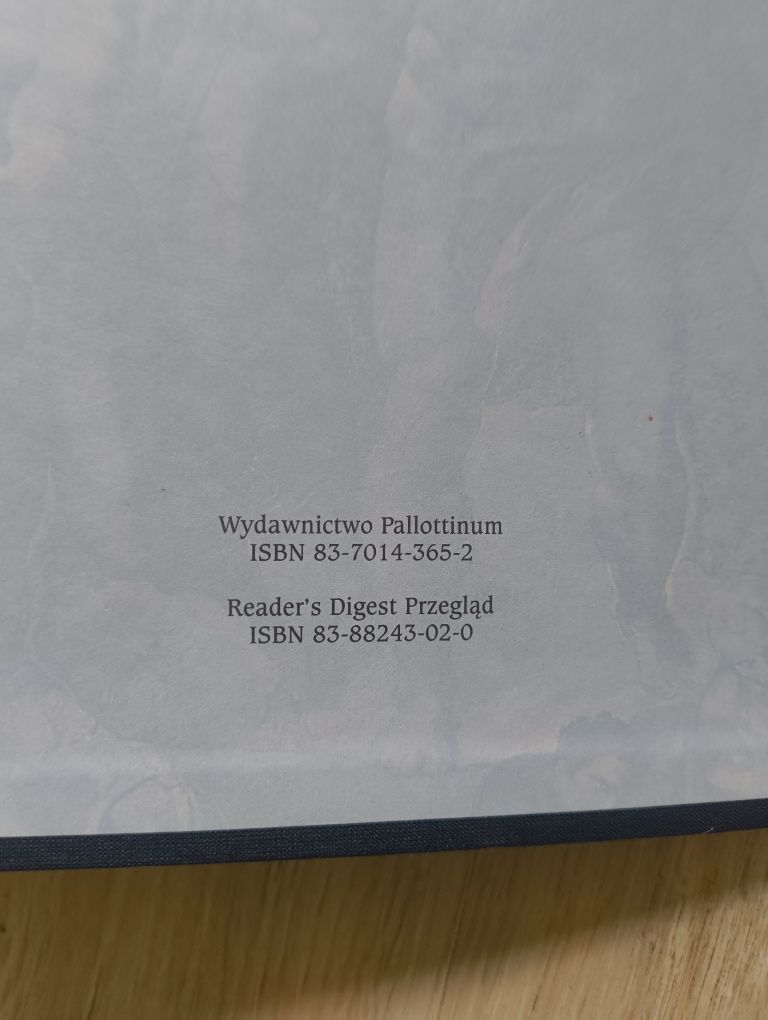 Wydawnictwo Pallottinum
ISBN 83-7014-365-2
Reader's Digest Przegląd
ISBN 83-88243-02-0